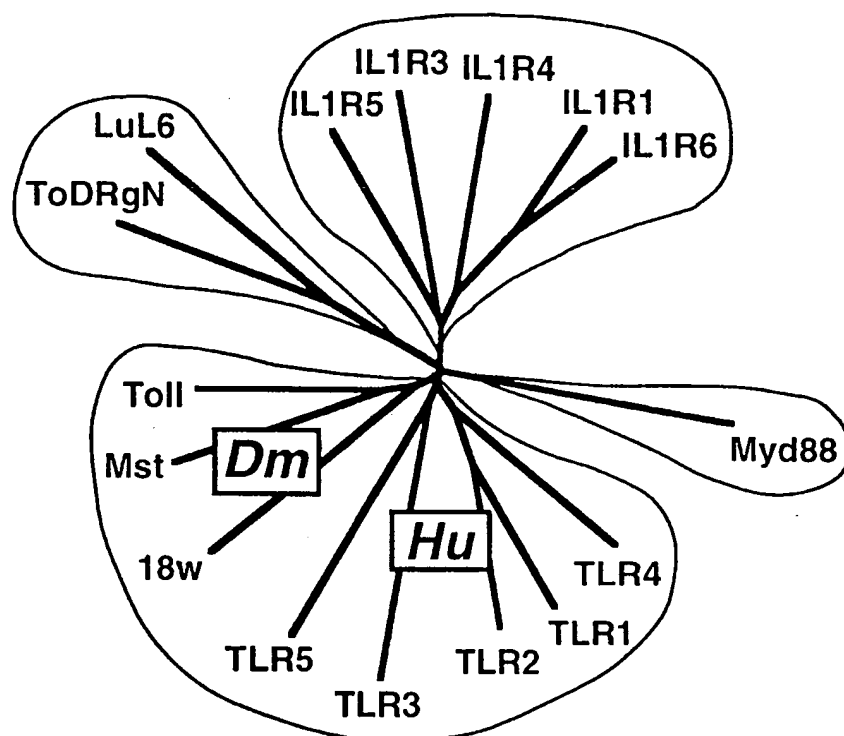 IL1R3
IL1R4
IL1R5
IL1R1
LuL6
IL1R6
ToDRgN
Toll
Myd88
Mst
Dm
Hu
18w
TLR4
TLR1
TLR5
TLR2
TLR3